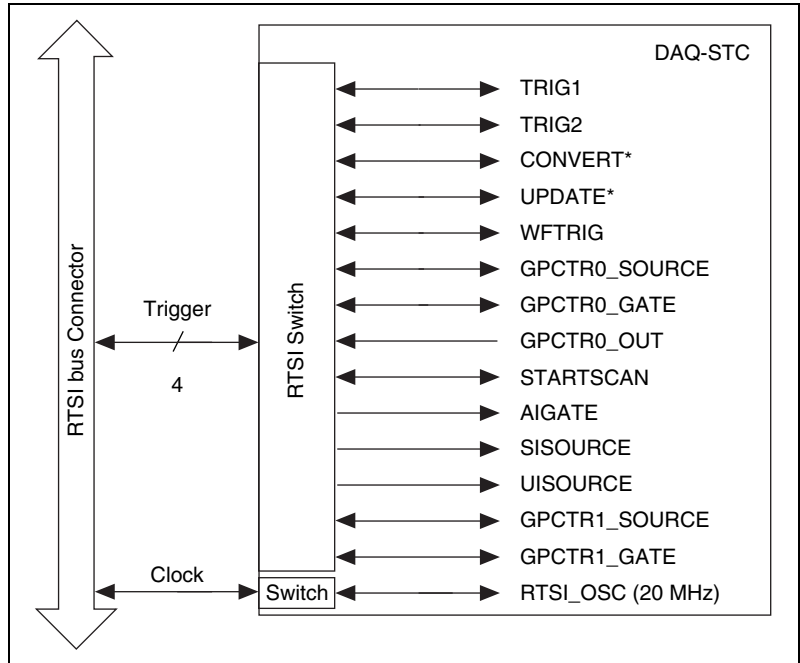 DAQ-STC
RTSI bus Connector
Trigger
4
Clock
RTSI Switch
Switch
TRIG1
TRIG2
CONVERT*
UPDATE*
WFTRIG
GPCTR0_SOURCE
GPCTR0_GATE
GPCTR0_OUT
STARTSCAN
AIGATE
SISOURCE
UISOURCE
GPCTR1_SOURCE
GPCTR1_GATE
RTSI_OSC (20 MHz)